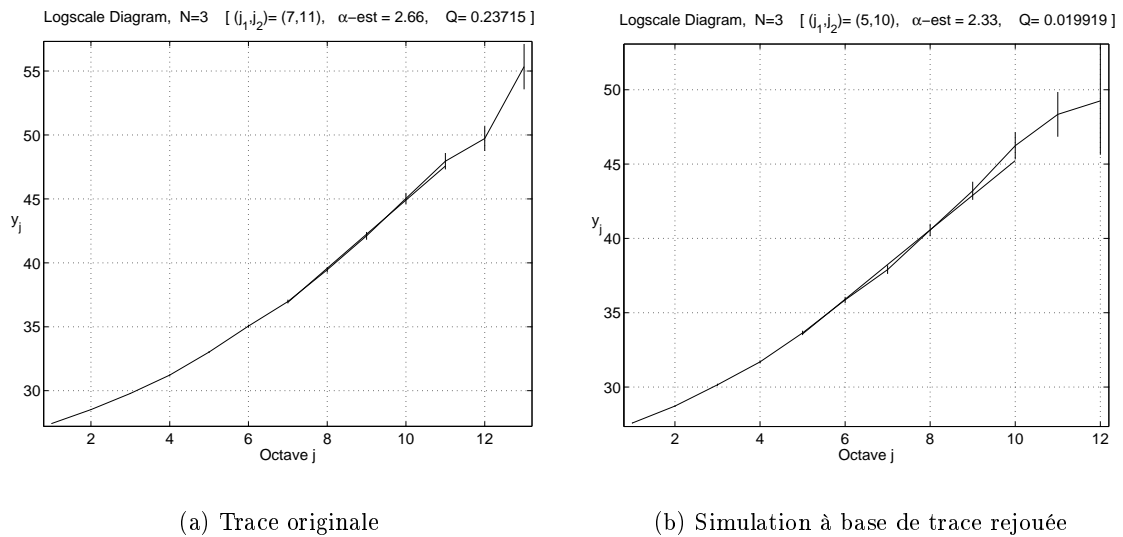 Logscale Diagram, N=3 [ (j1,j2)= (7,11), α−est = 2.66, Q= 0.23715 ]
55
50
45
40
35
30
yj
2 4 6 8 10 12
Octave j
(a) Trace originale
Logscale Diagram, N=3 [ (j1,j2)= (5,10), α−est = 2.33, Q= 0.019919 ]
50
45
40
35
30
yj
2 4 6 8 10 12
Octave j
(b) Simulation à base de trace rejouée